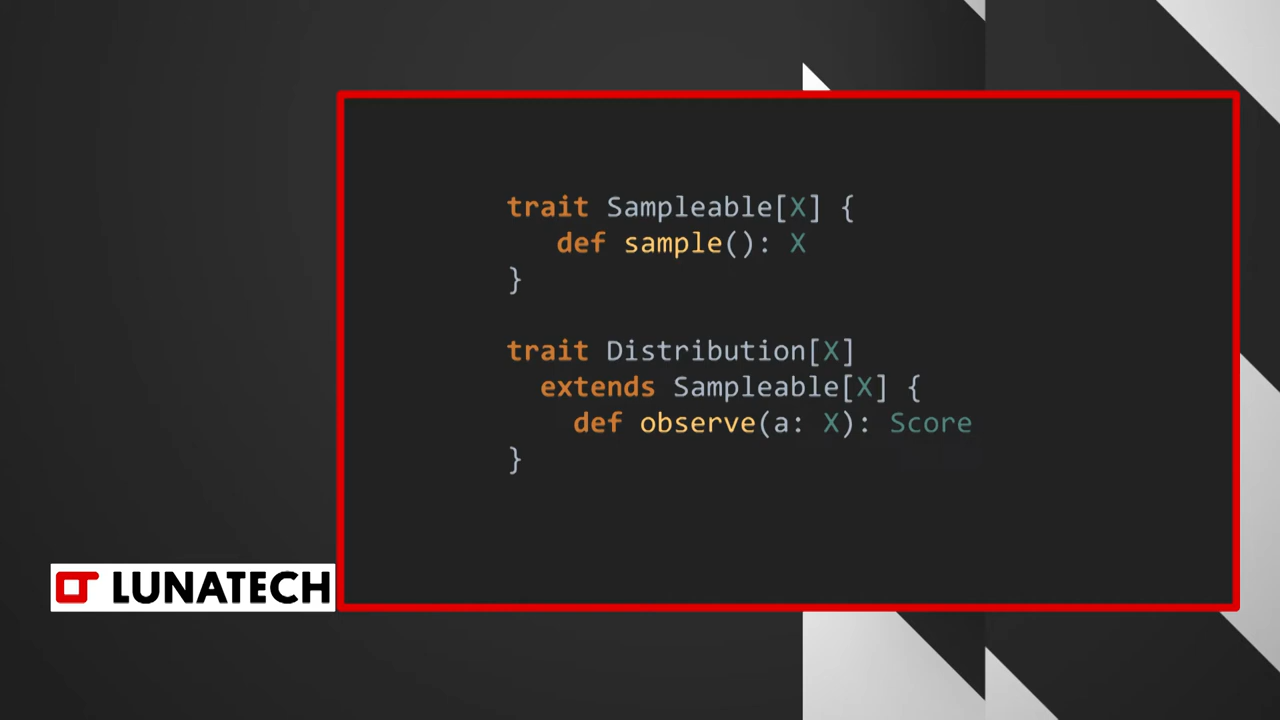 trait Sampleable[X] {
def sample(): X
}
trait Distribution[X]
extends Sampleable[X] {
def observe(a: X): Score
}
LUNATECH